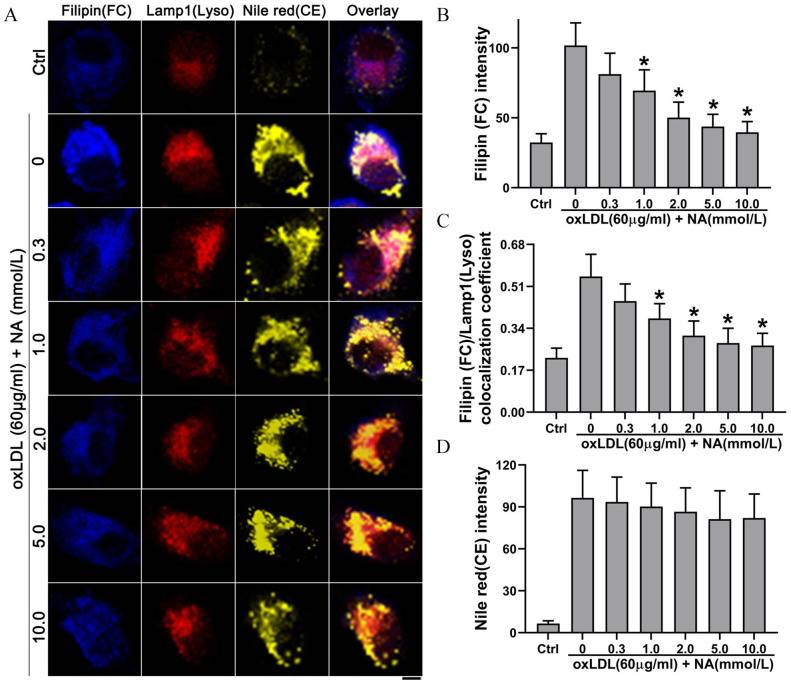 A
Filipin(FC) Lamp1(Lyso) Nile red(CE) Overlay
Ctrl
0
0.3
1.0
2.0
5.0
10.0
oxLDL (60μg/ml) + NA (mmol/L)
B
Filipin (FC) intensity
100
50
0
Ctrl 0 0.3 1.0 2.0 5.0 10.0
oxLDL(60μg/ml) + NA(mmol/L)
* * * *
C
Filipin (FC)/Lamp1(Lyso)
colocalization coefficient
0.68
0.51
0.34
0.17
0.00
Ctrl 0 0.3 1.0 2.0 5.0 10.0
oxLDL(60μg/ml) + NA(mmol/L)
* * * *
D
Nile red(CE) intensity
120
90
60
30
0
Ctrl 0 0.3 1.0 2.0 5.0 10.0
oxLDL(60μg/ml) + NA(mmol/L)